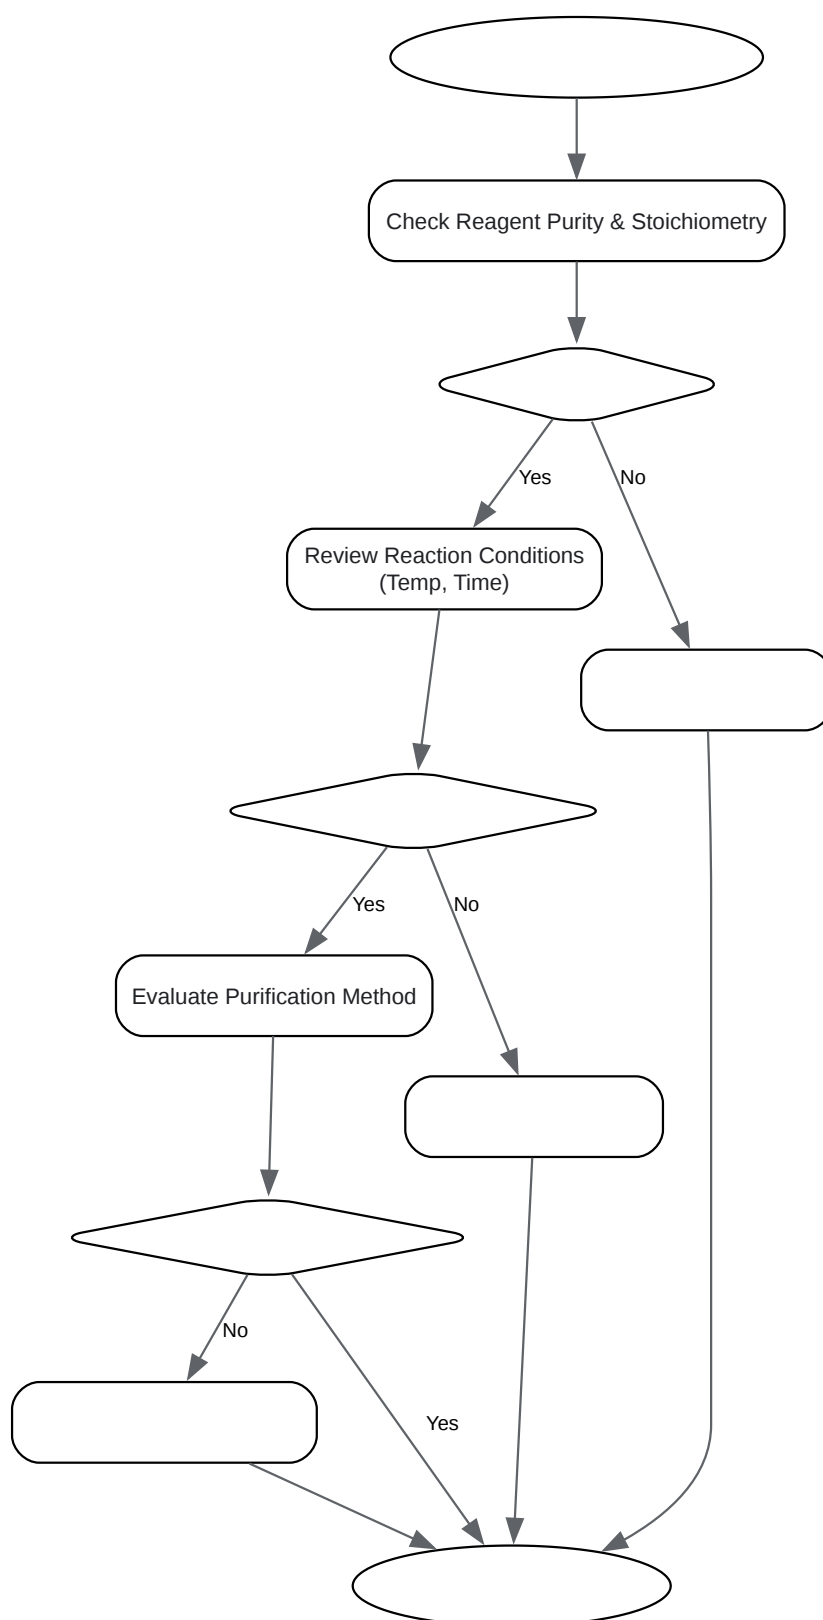 Check Reagent Purity & Stoichiometry
Yes
No
Review Reaction Conditions
(Temp, Time)
Yes
No
Evaluate Purification Method
No
Yes